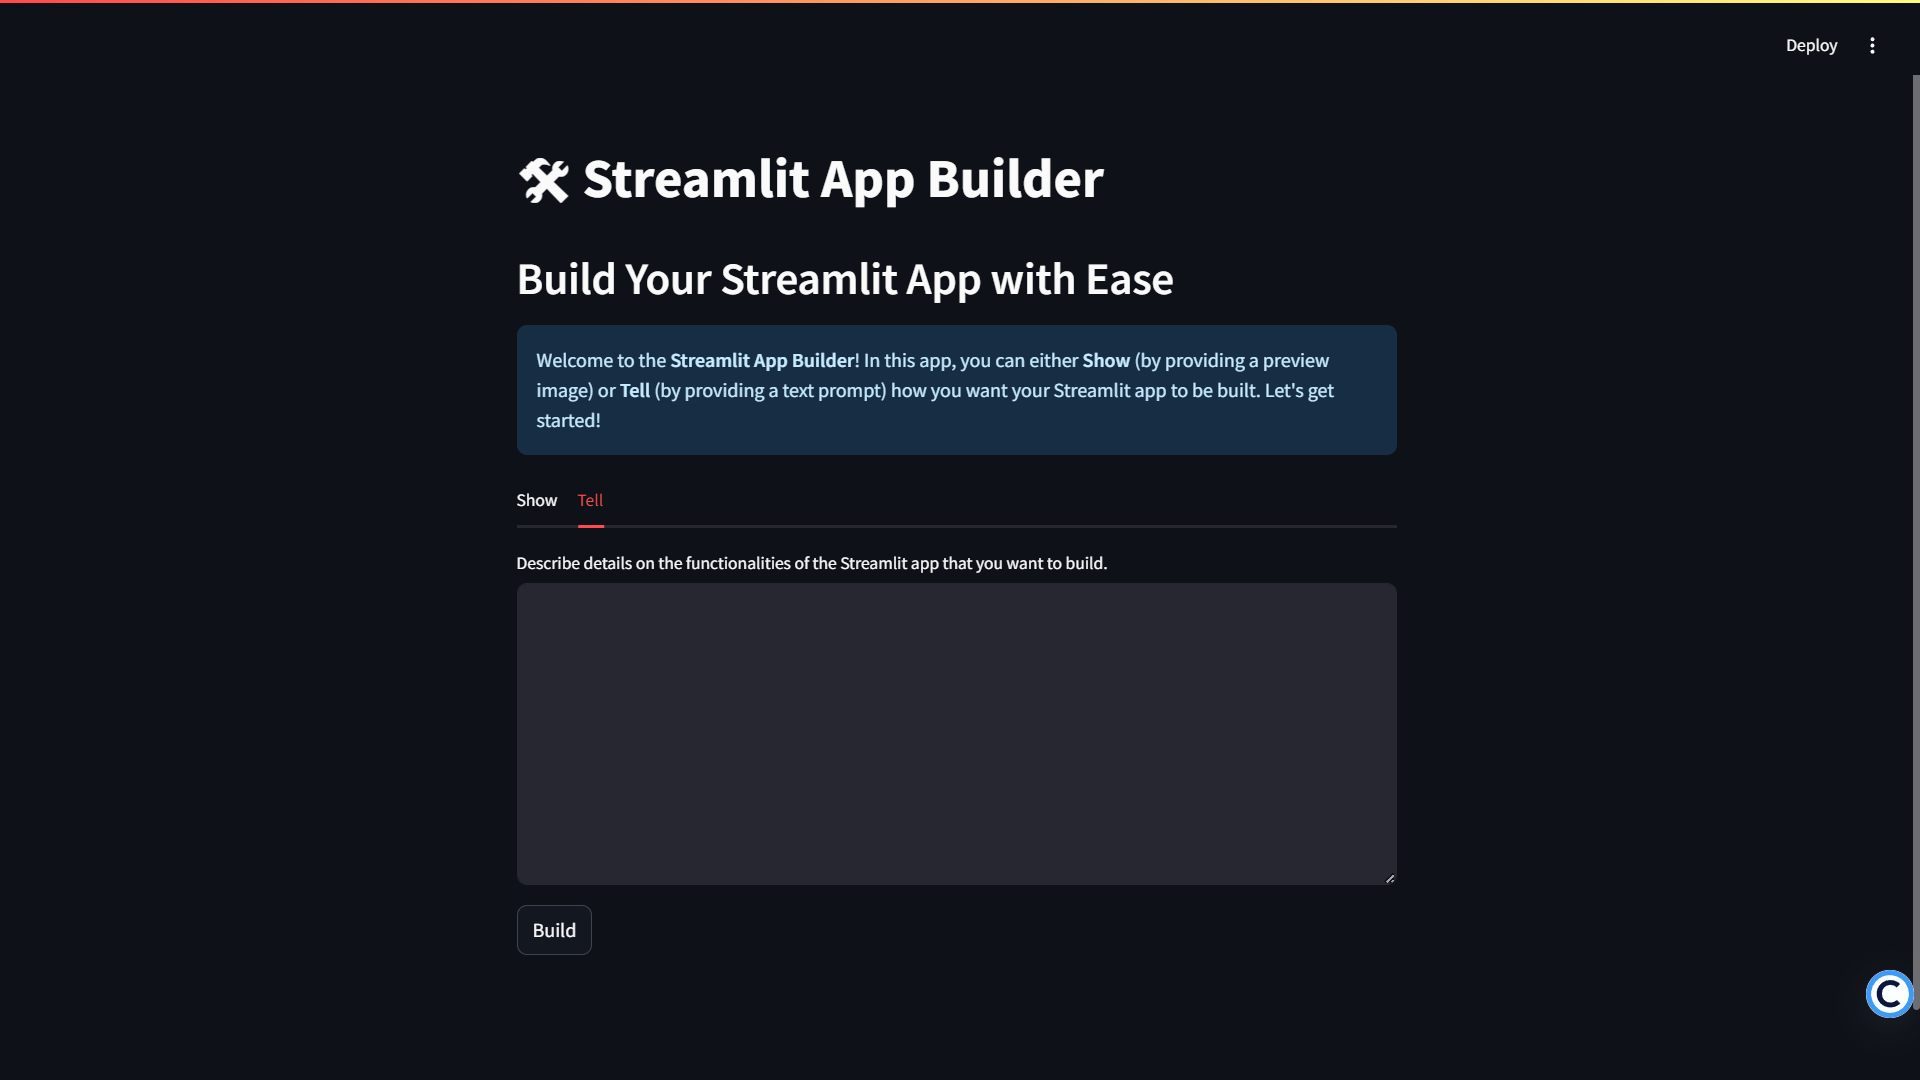 Deploy
🛠️ Streamlit App Builder
Build Your Streamlit App with Ease
Welcome to the Streamlit App Builder! In this app, you can either Show (by providing a preview
image) or Tell (by providing a text prompt) how you want your Streamlit app to be built. Let's get
started!
Show Tell
Describe details on the functionalities of the Streamlit app that you want to build.
Build
C